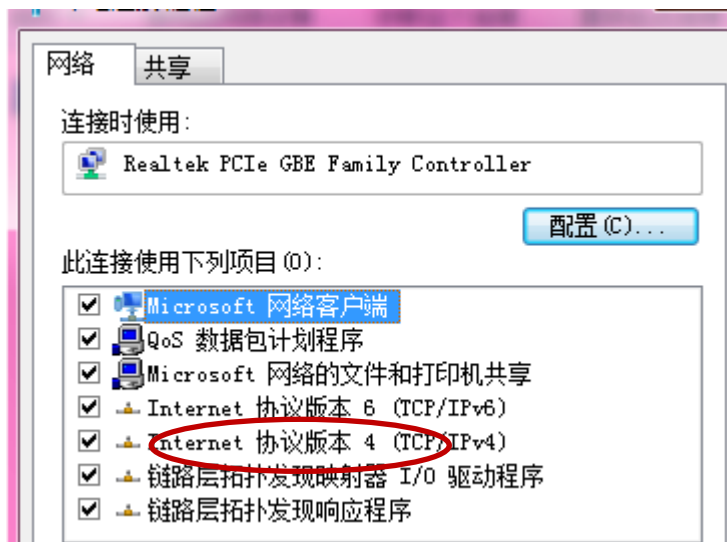 网络
共享
连接时使用:
Realtek PCIe GBE Family Controller
配置(C)...
此连接使用下列项目(O):
Microsoft 网络客户端
QoS 数据包计划程序
Microsoft 网络的文件和打印机共享
Internet 协议版本 6 (TCP/IPv6)
Internet 协议版本 4 (TCP/IPv4)
链路层拓扑发现映射器 I/O 驱动程序
链路层拓扑发现响应程序